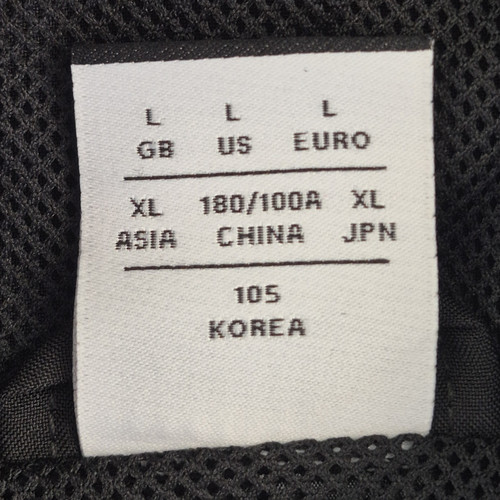 L L L
GB US EURO
XL 180/100A XL
ASIA CHINA JPN
105
KOREA